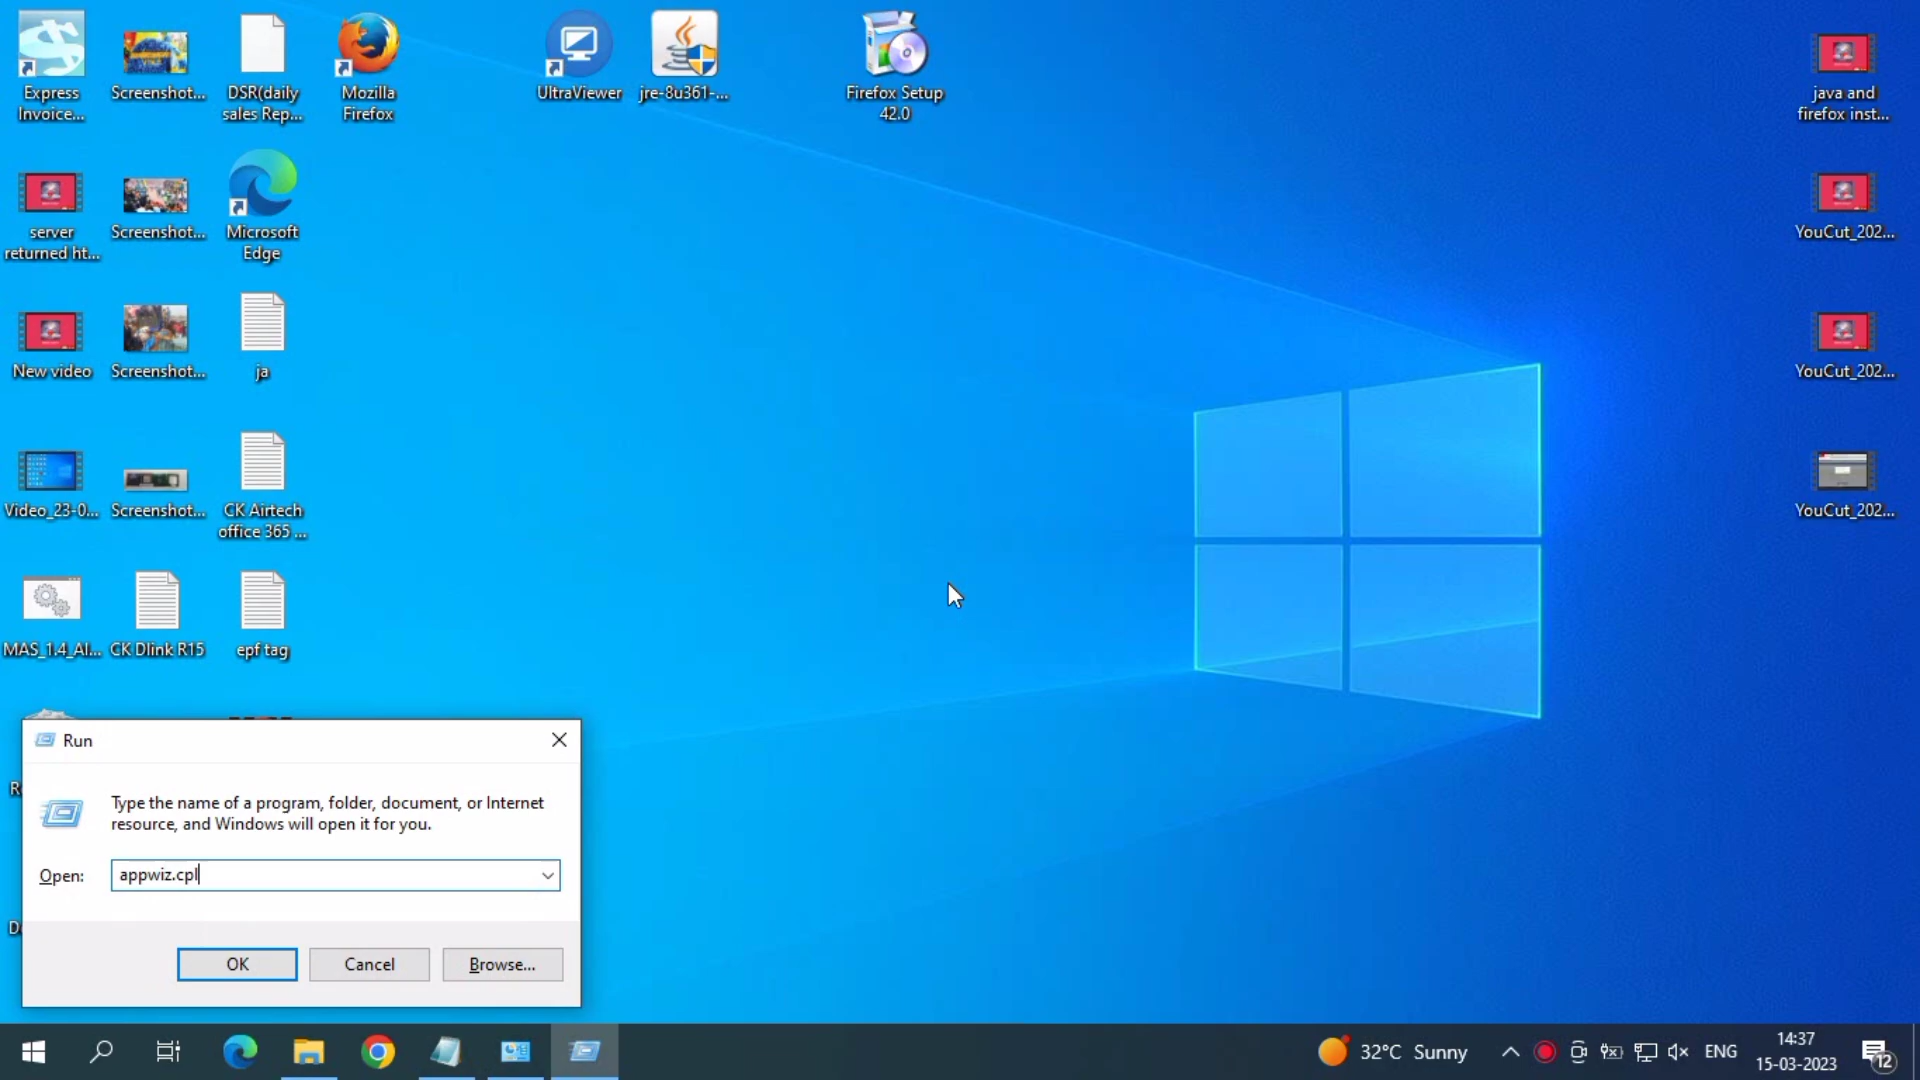 Express
Invoice...
Screenshot...
DSR(daily
sales Rep...
Mozilla
Firefox
UltraViewer
jre-8u361-...
Firefox Setup
42.0
java and
firefox inst...
server
returned ht...
Screenshot...
Microsoft
Edge
YouCut_202...
New video
Screenshot...
ja
YouCut_202...
Video_23-0...
Screenshot...
CK Airtech
office 365 ...
YouCut_202...
MAS_1.4_AI...
CK Dlink R15
epf tag
Run
Type the name of a program, folder, document, or Internet
resource, and Windows will open it for you.
Open:
appwiz.cpl
OK
Cancel
Browse...
32°C Sunny
ENG
14:37
15-03-2023
12